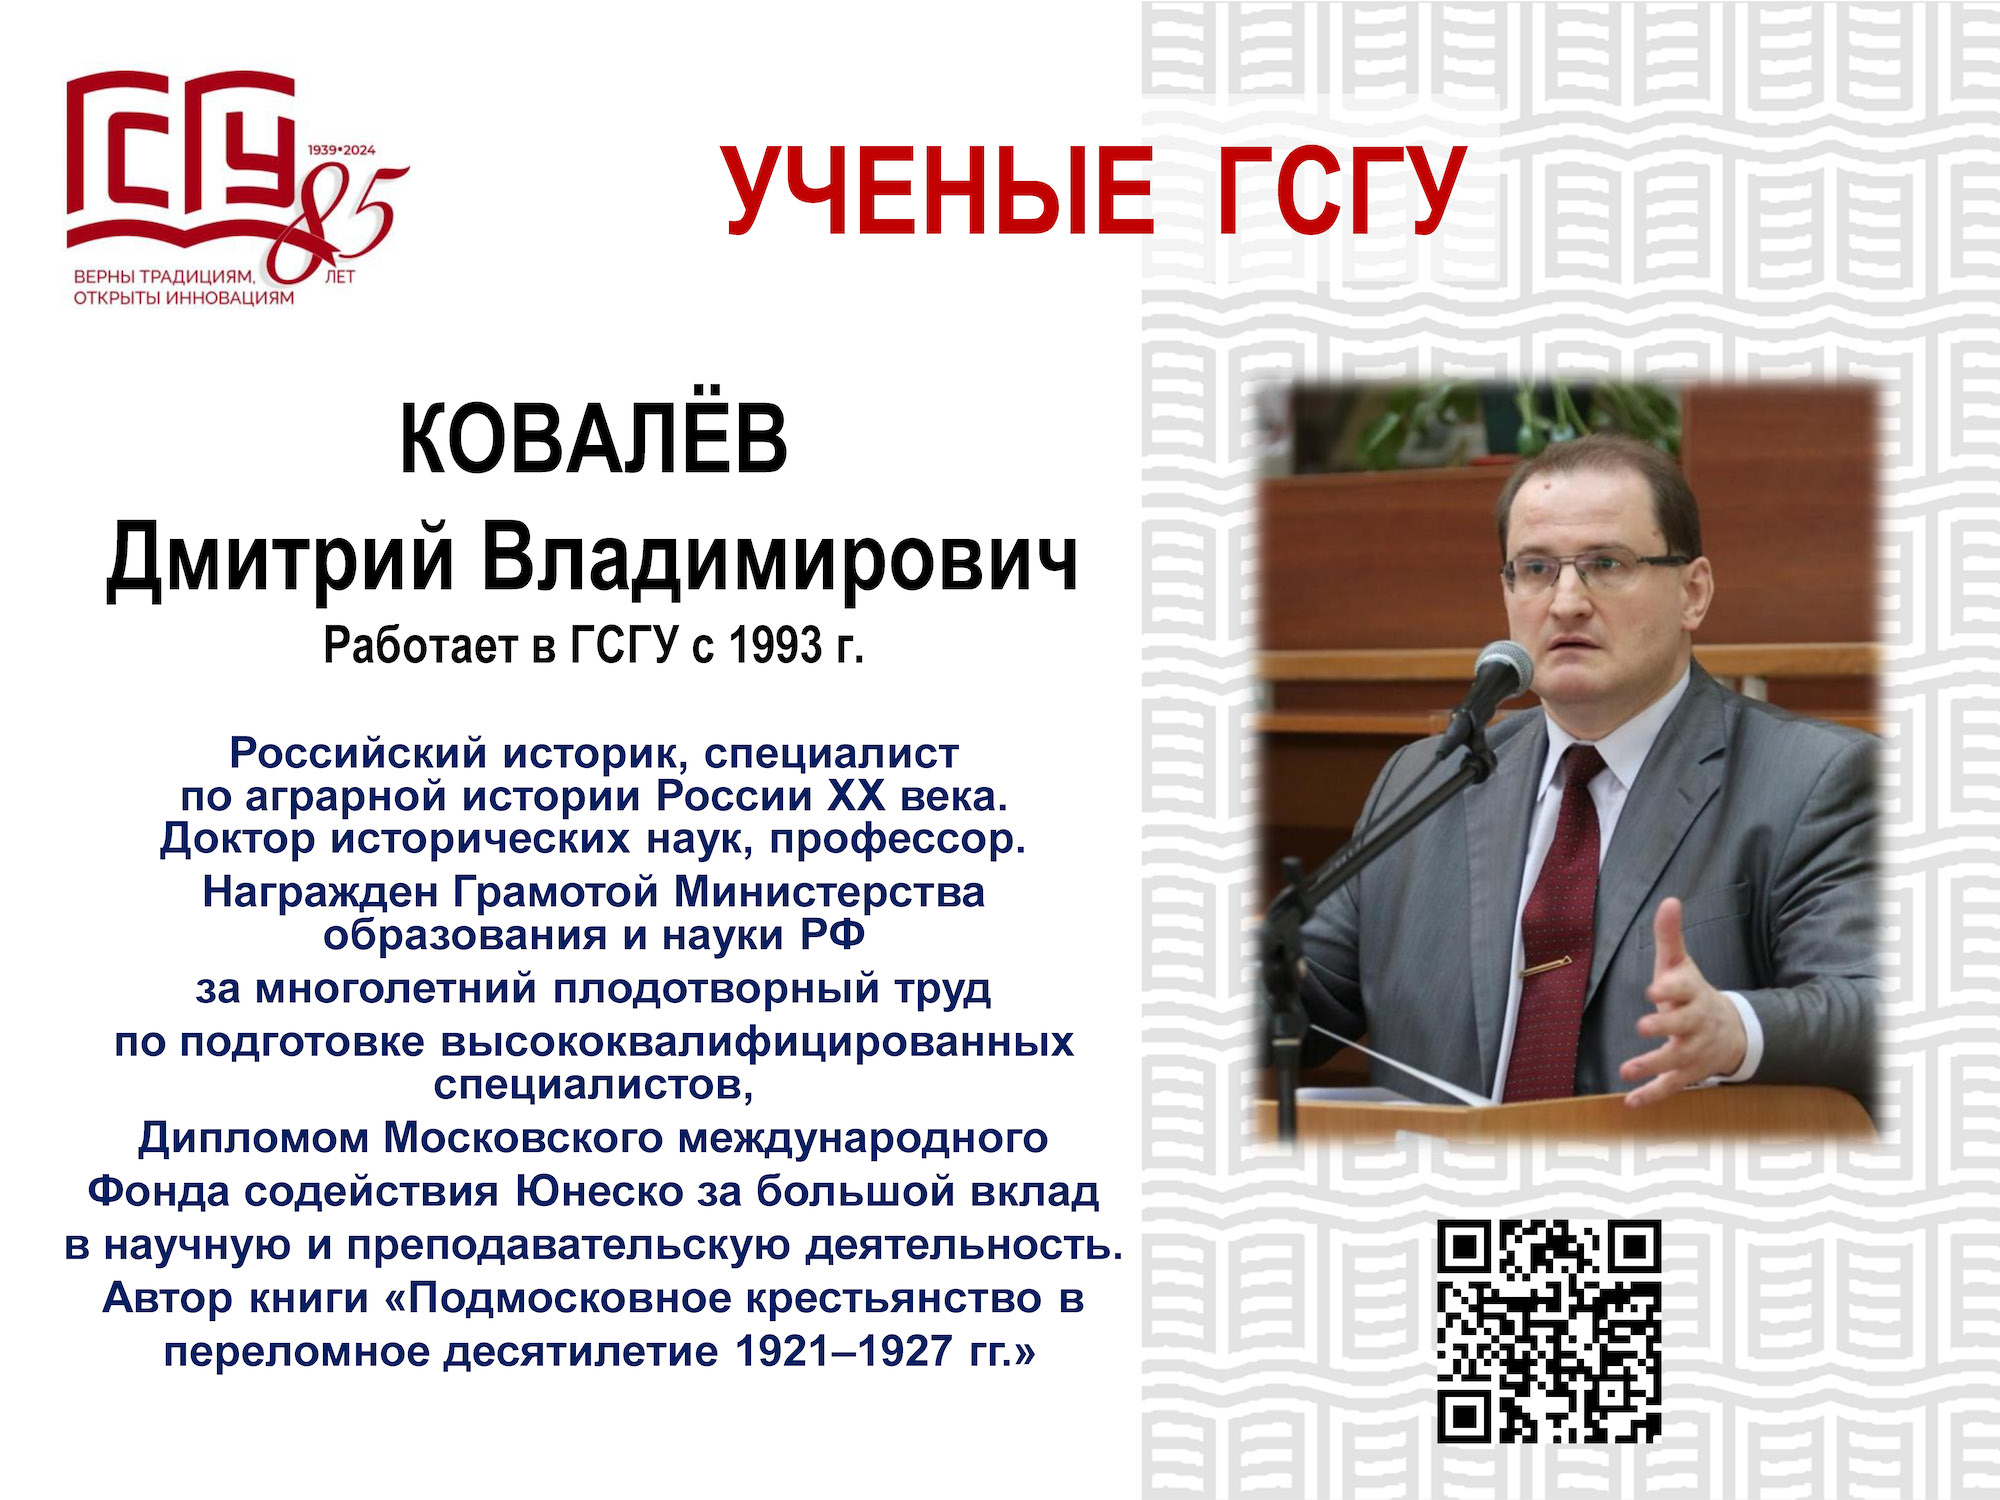 ГСГУ
1939•2024
85
ЛЕТ
ВЕРНЫ ТРАДИЦИЯМ,
ОТКРЫТЫ ИННОВАЦИЯМ
УЧЕНЫЕ ГСГУ
КОВАЛЁВ
Дмитрий Владимирович
Работает в ГСГУ с 1993 г.
Российский историк, специалист
по аграрной истории России XX века.
Доктор исторических наук, профессор.
Награжден Грамотой Министерства
образования и науки РФ
за многолетний плодотворный труд
по подготовке высококвалифицированных
специалистов,
Дипломом Московского международного
Фонда содействия Юнеско за большой вклад
в научную и преподавательскую деятельность.
Автор книги «Подмосковное крестьянство в
переломное десятилетие 1921–1927 гг.»